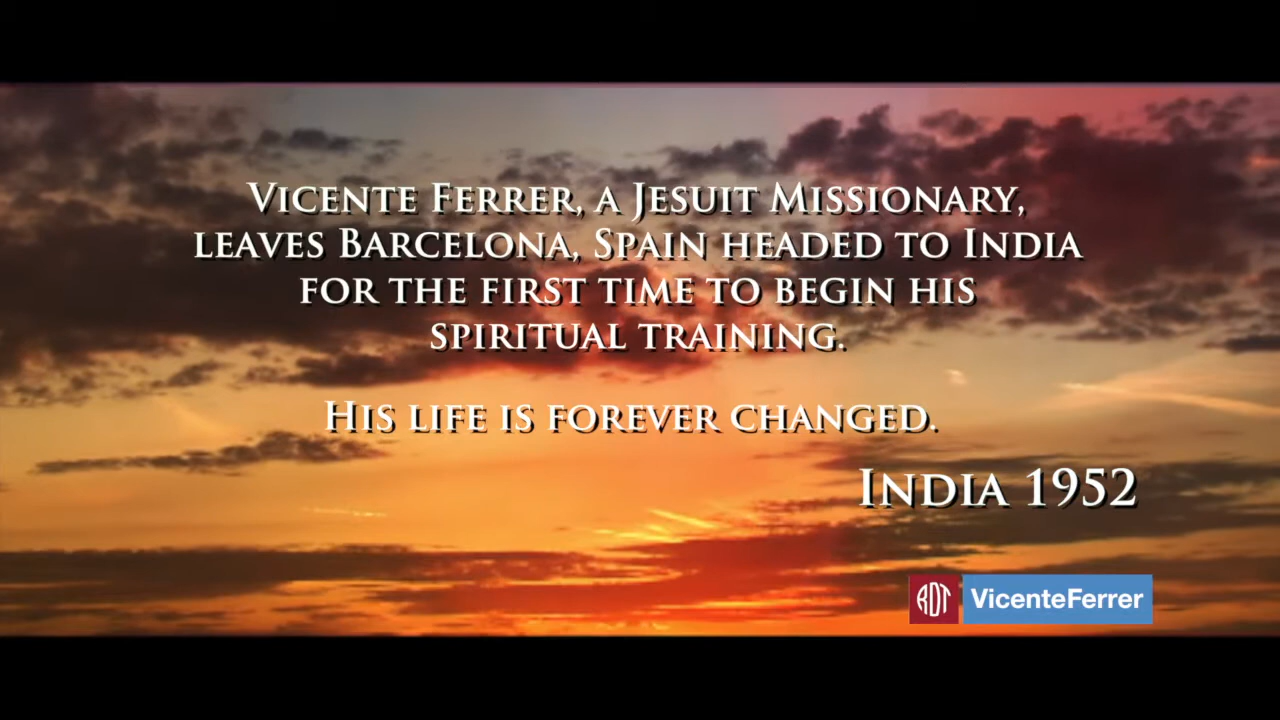 Vicente Ferrer, a Jesuit Missionary,
leaves Barcelona, Spain headed to India
for the first time to begin his
spiritual training.
His life is forever changed.
India 1952
RDT VicenteFerrer